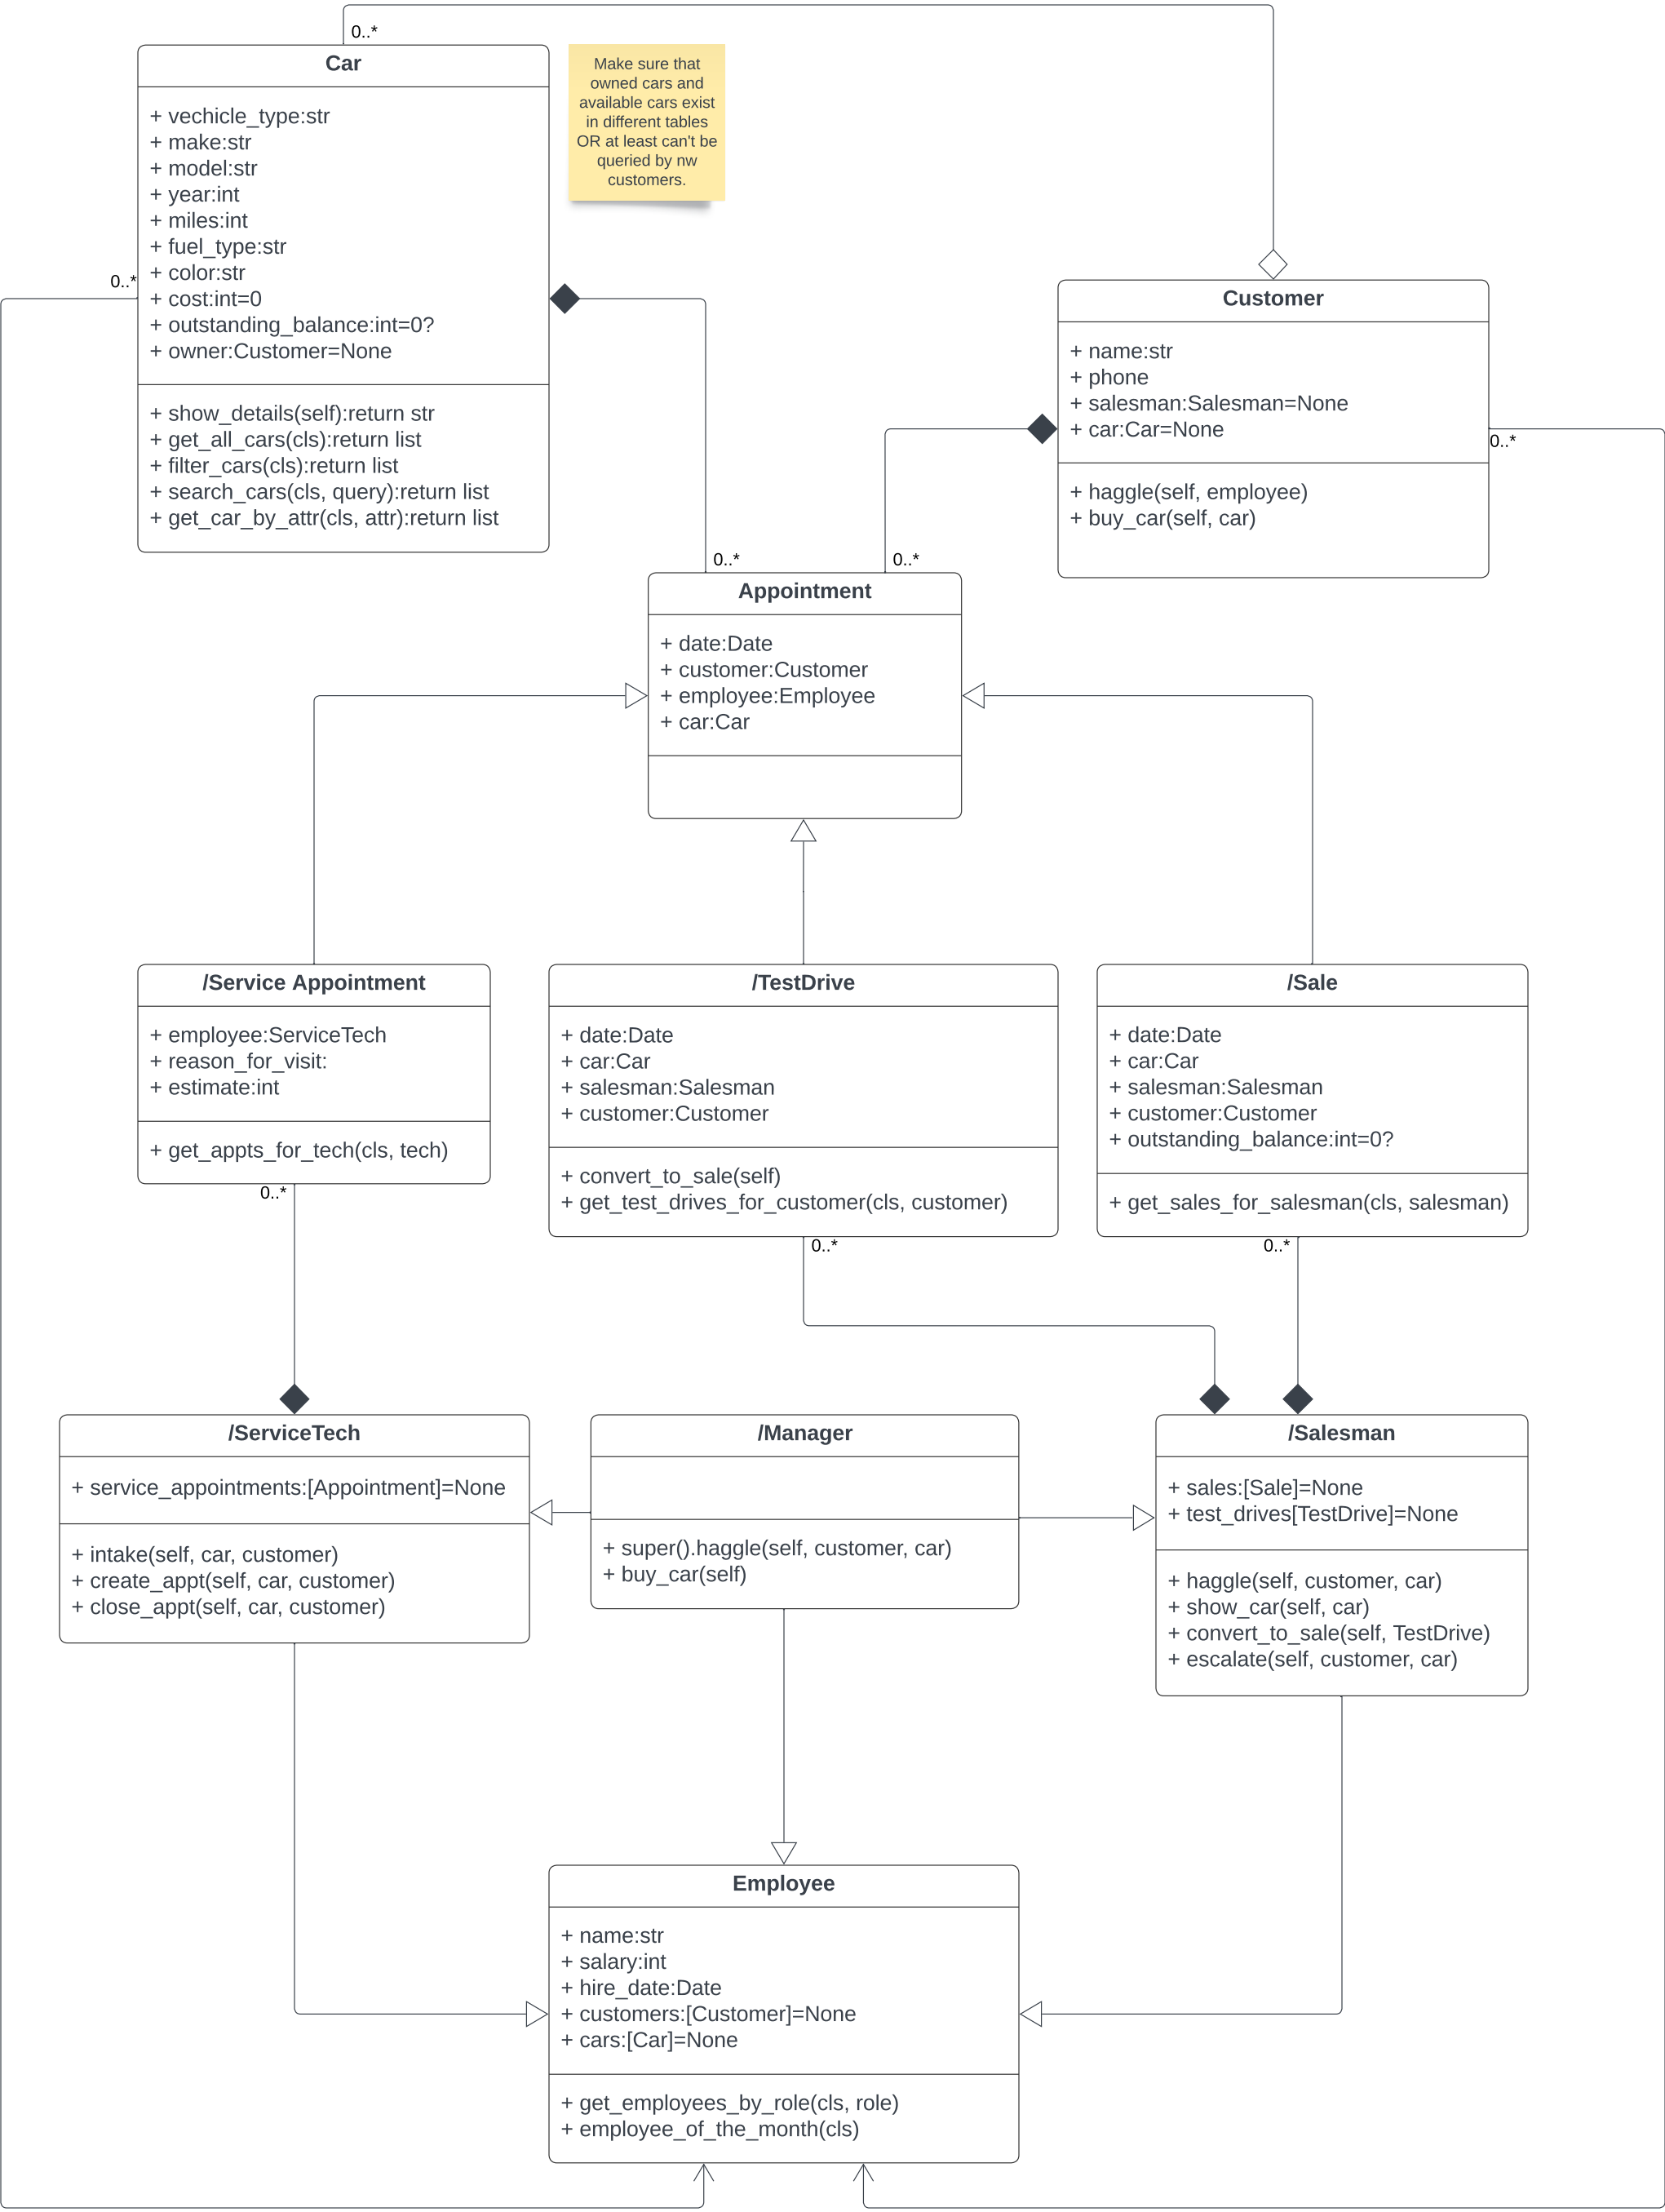 0..*
Car
+ vechicle_type:str
+ make:str
+ model:str
+ year:int
+ miles:int
+ fuel_type:str
+ color:str
+ cost:int=0
+ outstanding_balance:int=0?
+ owner:Customer=None
+ show_details(self):return str
+ get_all_cars(cls):return list
+ filter_cars(cls):return list
+ search_cars(cls, query):return list
+ get_car_by_attr(cls, attr):return list
0..*
Make sure that
owned cars and
available cars exist
in different tables
OR at least can't be
queried by nw
customers.
Customer
+ name:str
+ phone
+ salesman:Salesman=None
+ car:Car=None
+ haggle(self, employee)
+ buy_car(self, car)
0..*
0..*
0..*
Appointment
+ date:Date
+ customer:Customer
+ employee:Employee
+ car:Car
/Service Appointment
+ employee:ServiceTech
+ reason_for_visit:
+ estimate:int
+ get_appts_for_tech(cls, tech)
0..*
/TestDrive
+ date:Date
+ car:Car
+ salesman:Salesman
+ customer:Customer
+ convert_to_sale(self)
+ get_test_drives_for_customer(cls, customer)
0..*
/Sale
+ date:Date
+ car:Car
+ salesman:Salesman
+ customer:Customer
+ outstanding_balance:int=0?
+ get_sales_for_salesman(cls, salesman)
0..*
/ServiceTech
+ service_appointments:[Appointment]=None
+ intake(self, car, customer)
+ create_appt(self, car, customer)
+ close_appt(self, car, customer)
/Manager
+ super().haggle(self, customer, car)
+ buy_car(self)
/Salesman
+ sales:[Sale]=None
+ test_drives[TestDrive]=None
+ haggle(self, customer, car)
+ show_car(self, car)
+ convert_to_sale(self, TestDrive)
+ escalate(self, customer, car)
Employee
+ name:str
+ salary:int
+ hire_date:Date
+ customers:[Customer]=None
+ cars:[Car]=None
+ get_employees_by_role(cls, role)
+ employee_of_the_month(cls)